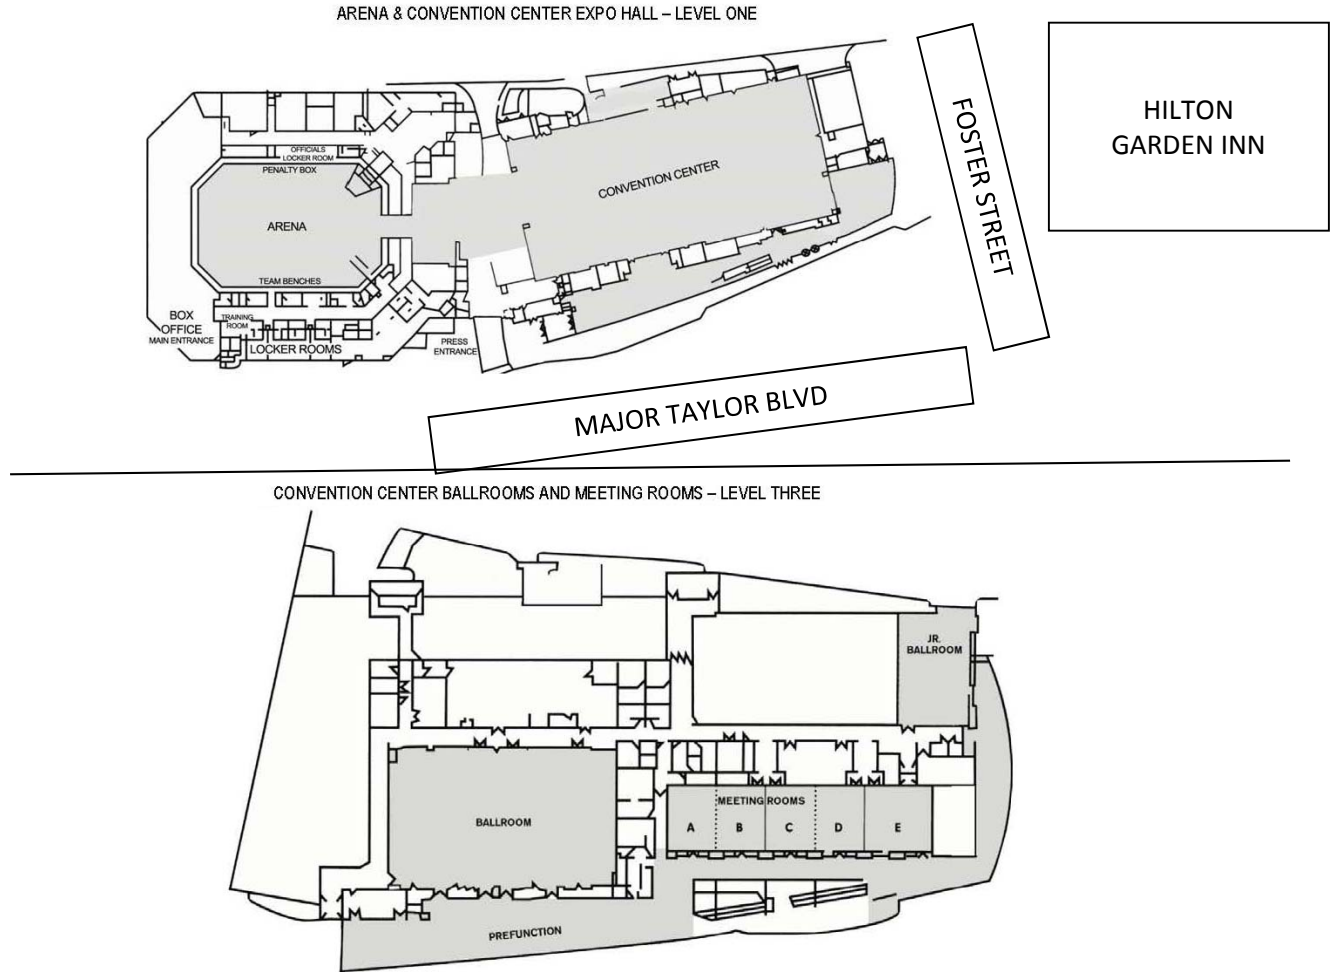 ARENA & CONVENTION CENTER EXPO HALL – LEVEL ONE
HILTON
GARDEN INN
FOSTER STREET
OFFICIALS
LOCKER ROOM
PENALTY BOX
CONVENTION CENTER
ARENA
TEAM BENCHES
BOX
OFFICE
MAIN ENTRANCE
TRAINING
ROOM
LOCKER ROOMS
PRESS
ENTRANCE
MAJOR TAYLOR BLVD
CONVENTION CENTER BALLROOMS AND MEETING ROOMS – LEVEL THREE
JR.
BALLROOM
MEETING ROOMS
BALLROOM
A B C D E
PREFUNCTION